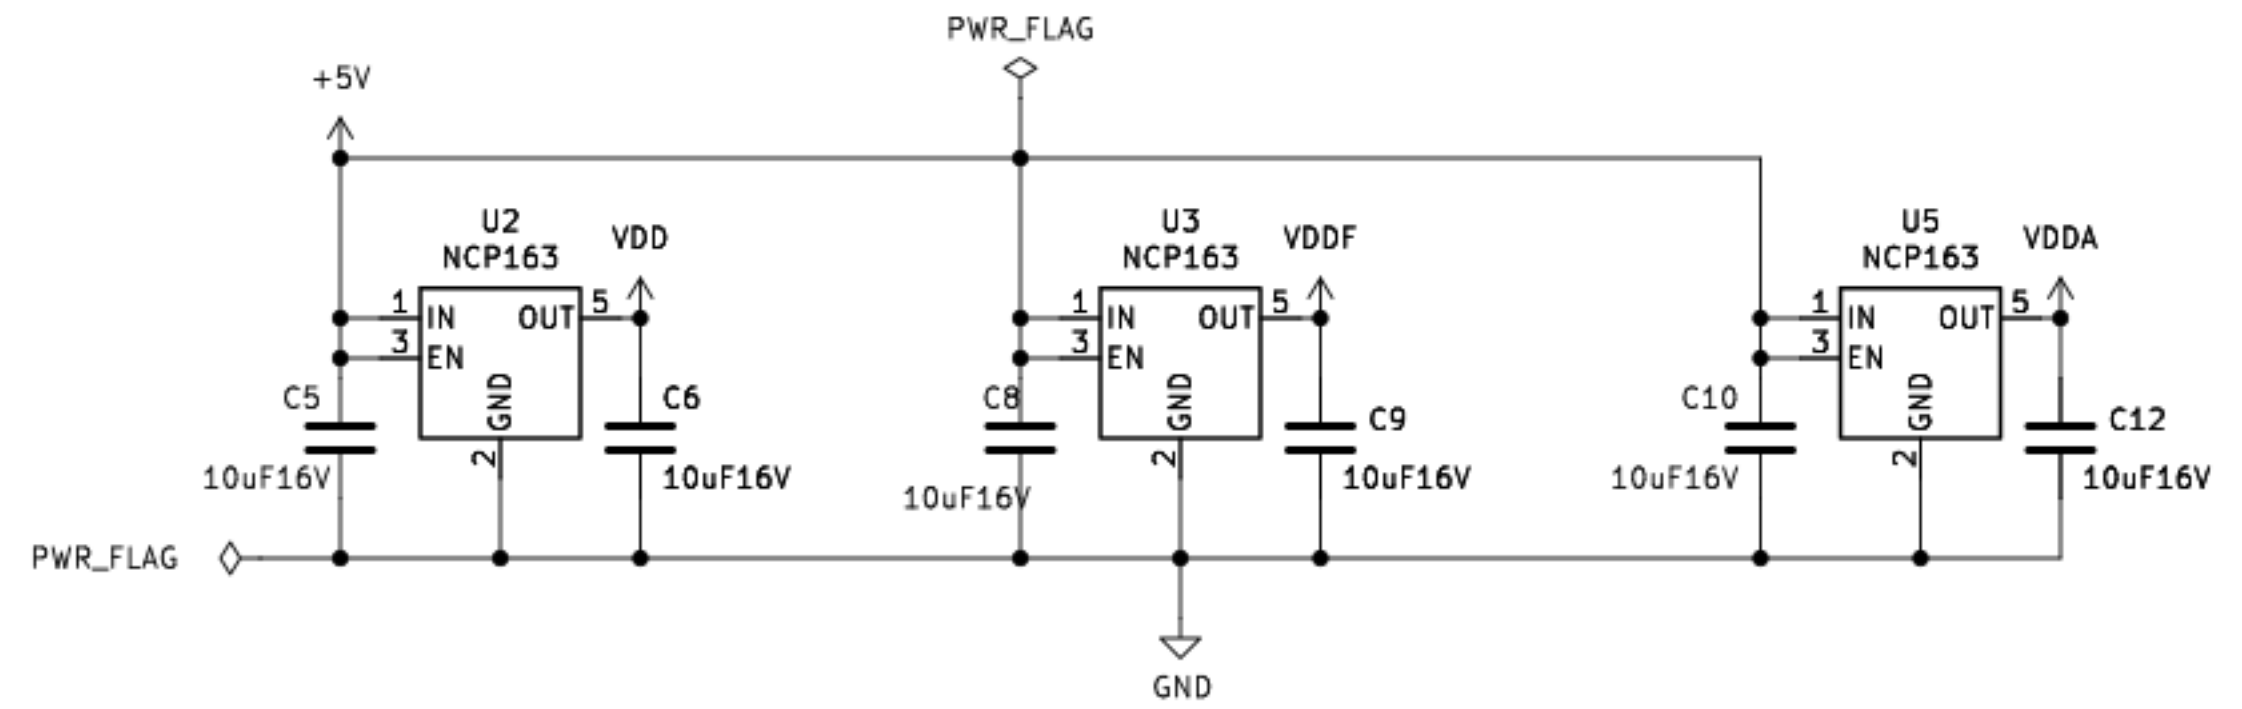 PWR_FLAG
+5V
U2
NCP163
VDD
U3
NCP163
VDDF
U5
NCP163
VDDA
1
IN
OUT
5
3
EN
GND
2
C5
10uF16V
C6
10uF16V
1
IN
OUT
5
3
EN
GND
2
C8
10uF16V
C9
10uF16V
1
IN
OUT
5
3
EN
GND
2
C10
10uF16V
C12
10uF16V
PWR_FLAG
GND